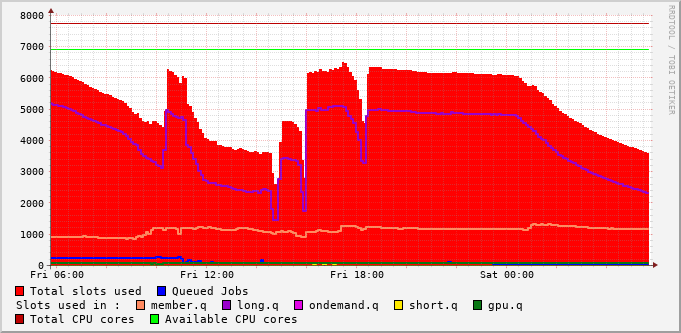 8000
7000
6000
5000
4000
3000
2000
1000
0
Fri 06:00 Fri 12:00 Fri 18:00 Sat 00:00
RRDTOOL / TOBI OETIKER
Total slots used Queued Jobs
Slots used in : member.q long.q ondemand.q short.q gpu.q
Total CPU cores Available CPU cores